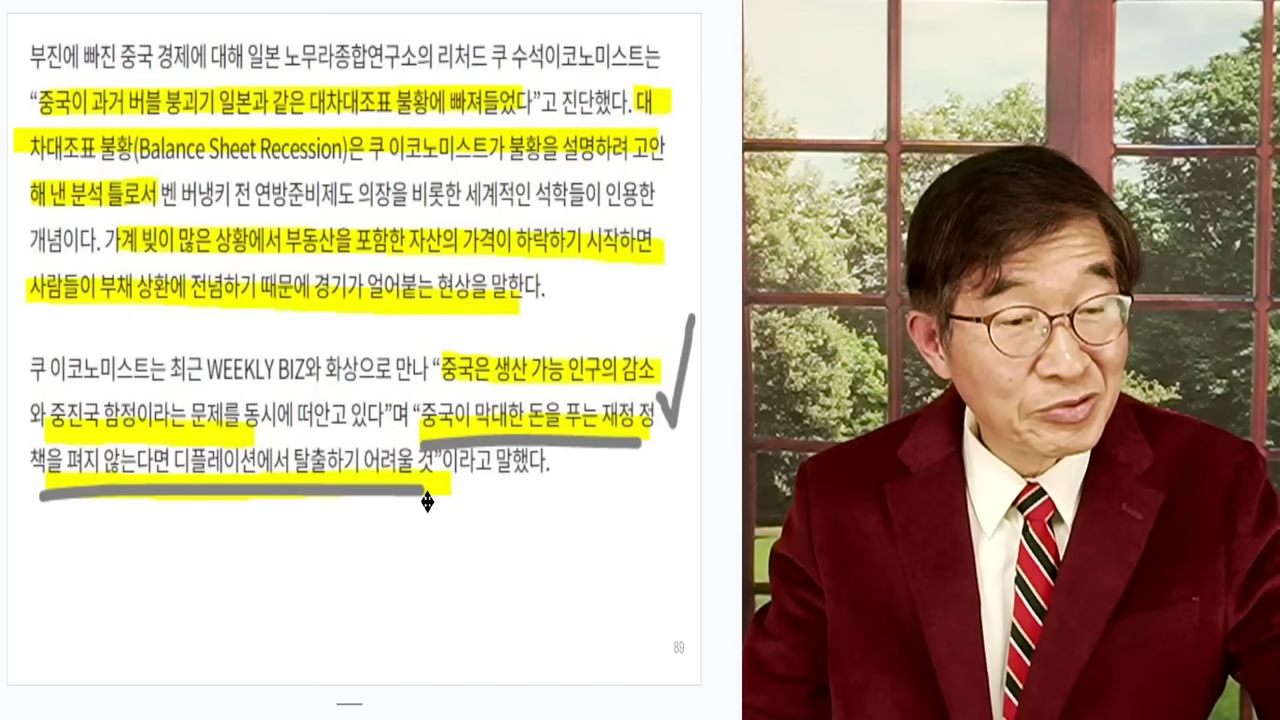 부진에 빠진 중국 경제에 대해 일본 노무라종합연구소의 리처드 쿠 수석이코노미스트는
“중국이 과거 버블 붕괴기 일본과 같은 대차대조표 불황에 빠져들었다”고 진단했다. 대
차대조표 불황(Balance Sheet Recession)은 쿠 이코노미스트가 불황을 설명하려 고안
해 낸 분석 틀로서 벤 버냉키 전 연방준비제도 의장을 비롯한 세계적인 석학들이 인용한
개념이다. 가계 빚이 많은 상황에서 부동산을 포함한 자산의 가격이 하락하기 시작하면
사람들이 부채 상환에 전념하기 때문에 경기가 얼어붙는 현상을 말한다.
쿠 이코노미스트는 최근 WEEKLY BIZ와 화상으로 만나 “중국은 생산 가능 인구의 감소
와 중진국 함정이라는 문제를 동시에 떠안고 있다”며 “중국이 막대한 돈을 푸는 재정 정
책을 펴지 않는다면 디플레이션에서 탈출하기 어려울 것”이라고 말했다.
89